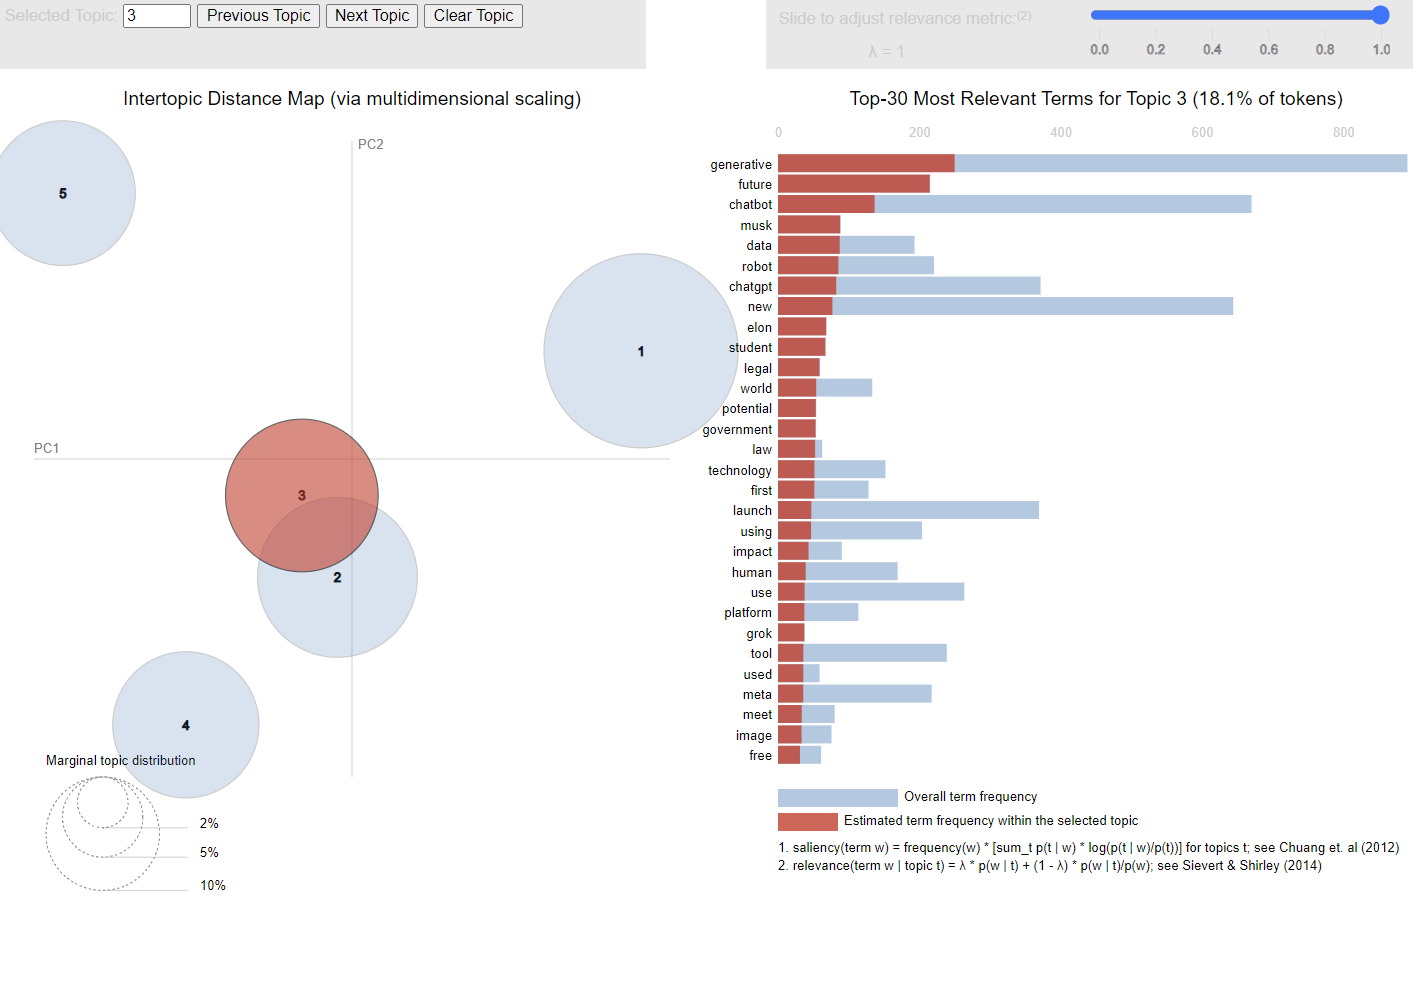 Selected Topic: 3 Previous Topic Next Topic Clear Topic
Slide to adjust relevance metric:(2)
λ = 1
0.0 0.2 0.4 0.6 0.8 1.0
Intertopic Distance Map (via multidimensional scaling)
PC2
PC1
5
1
3
2
4
Marginal topic distribution
2%
5%
10%
Top-30 Most Relevant Terms for Topic 3 (18.1% of tokens)
0 200 400 600 800
generative
future
chatbot
musk
data
robot
chatgpt
new
elon
student
legal
world
potential
government
law
technology
first
launch
using
impact
human
use
platform
grok
tool
used
meta
meet
image
free
Overall term frequency
Estimated term frequency within the selected topic
1. saliency(term w) = frequency(w) * [sum_t p(t | w) * log(p(t | w)/p(t))] for topics t; see Chuang et. al (2012)
2. relevance(term w | topic t) = λ * p(w | t) + (1 - λ) * p(w | t)/p(w); see Sievert & Shirley (2014)